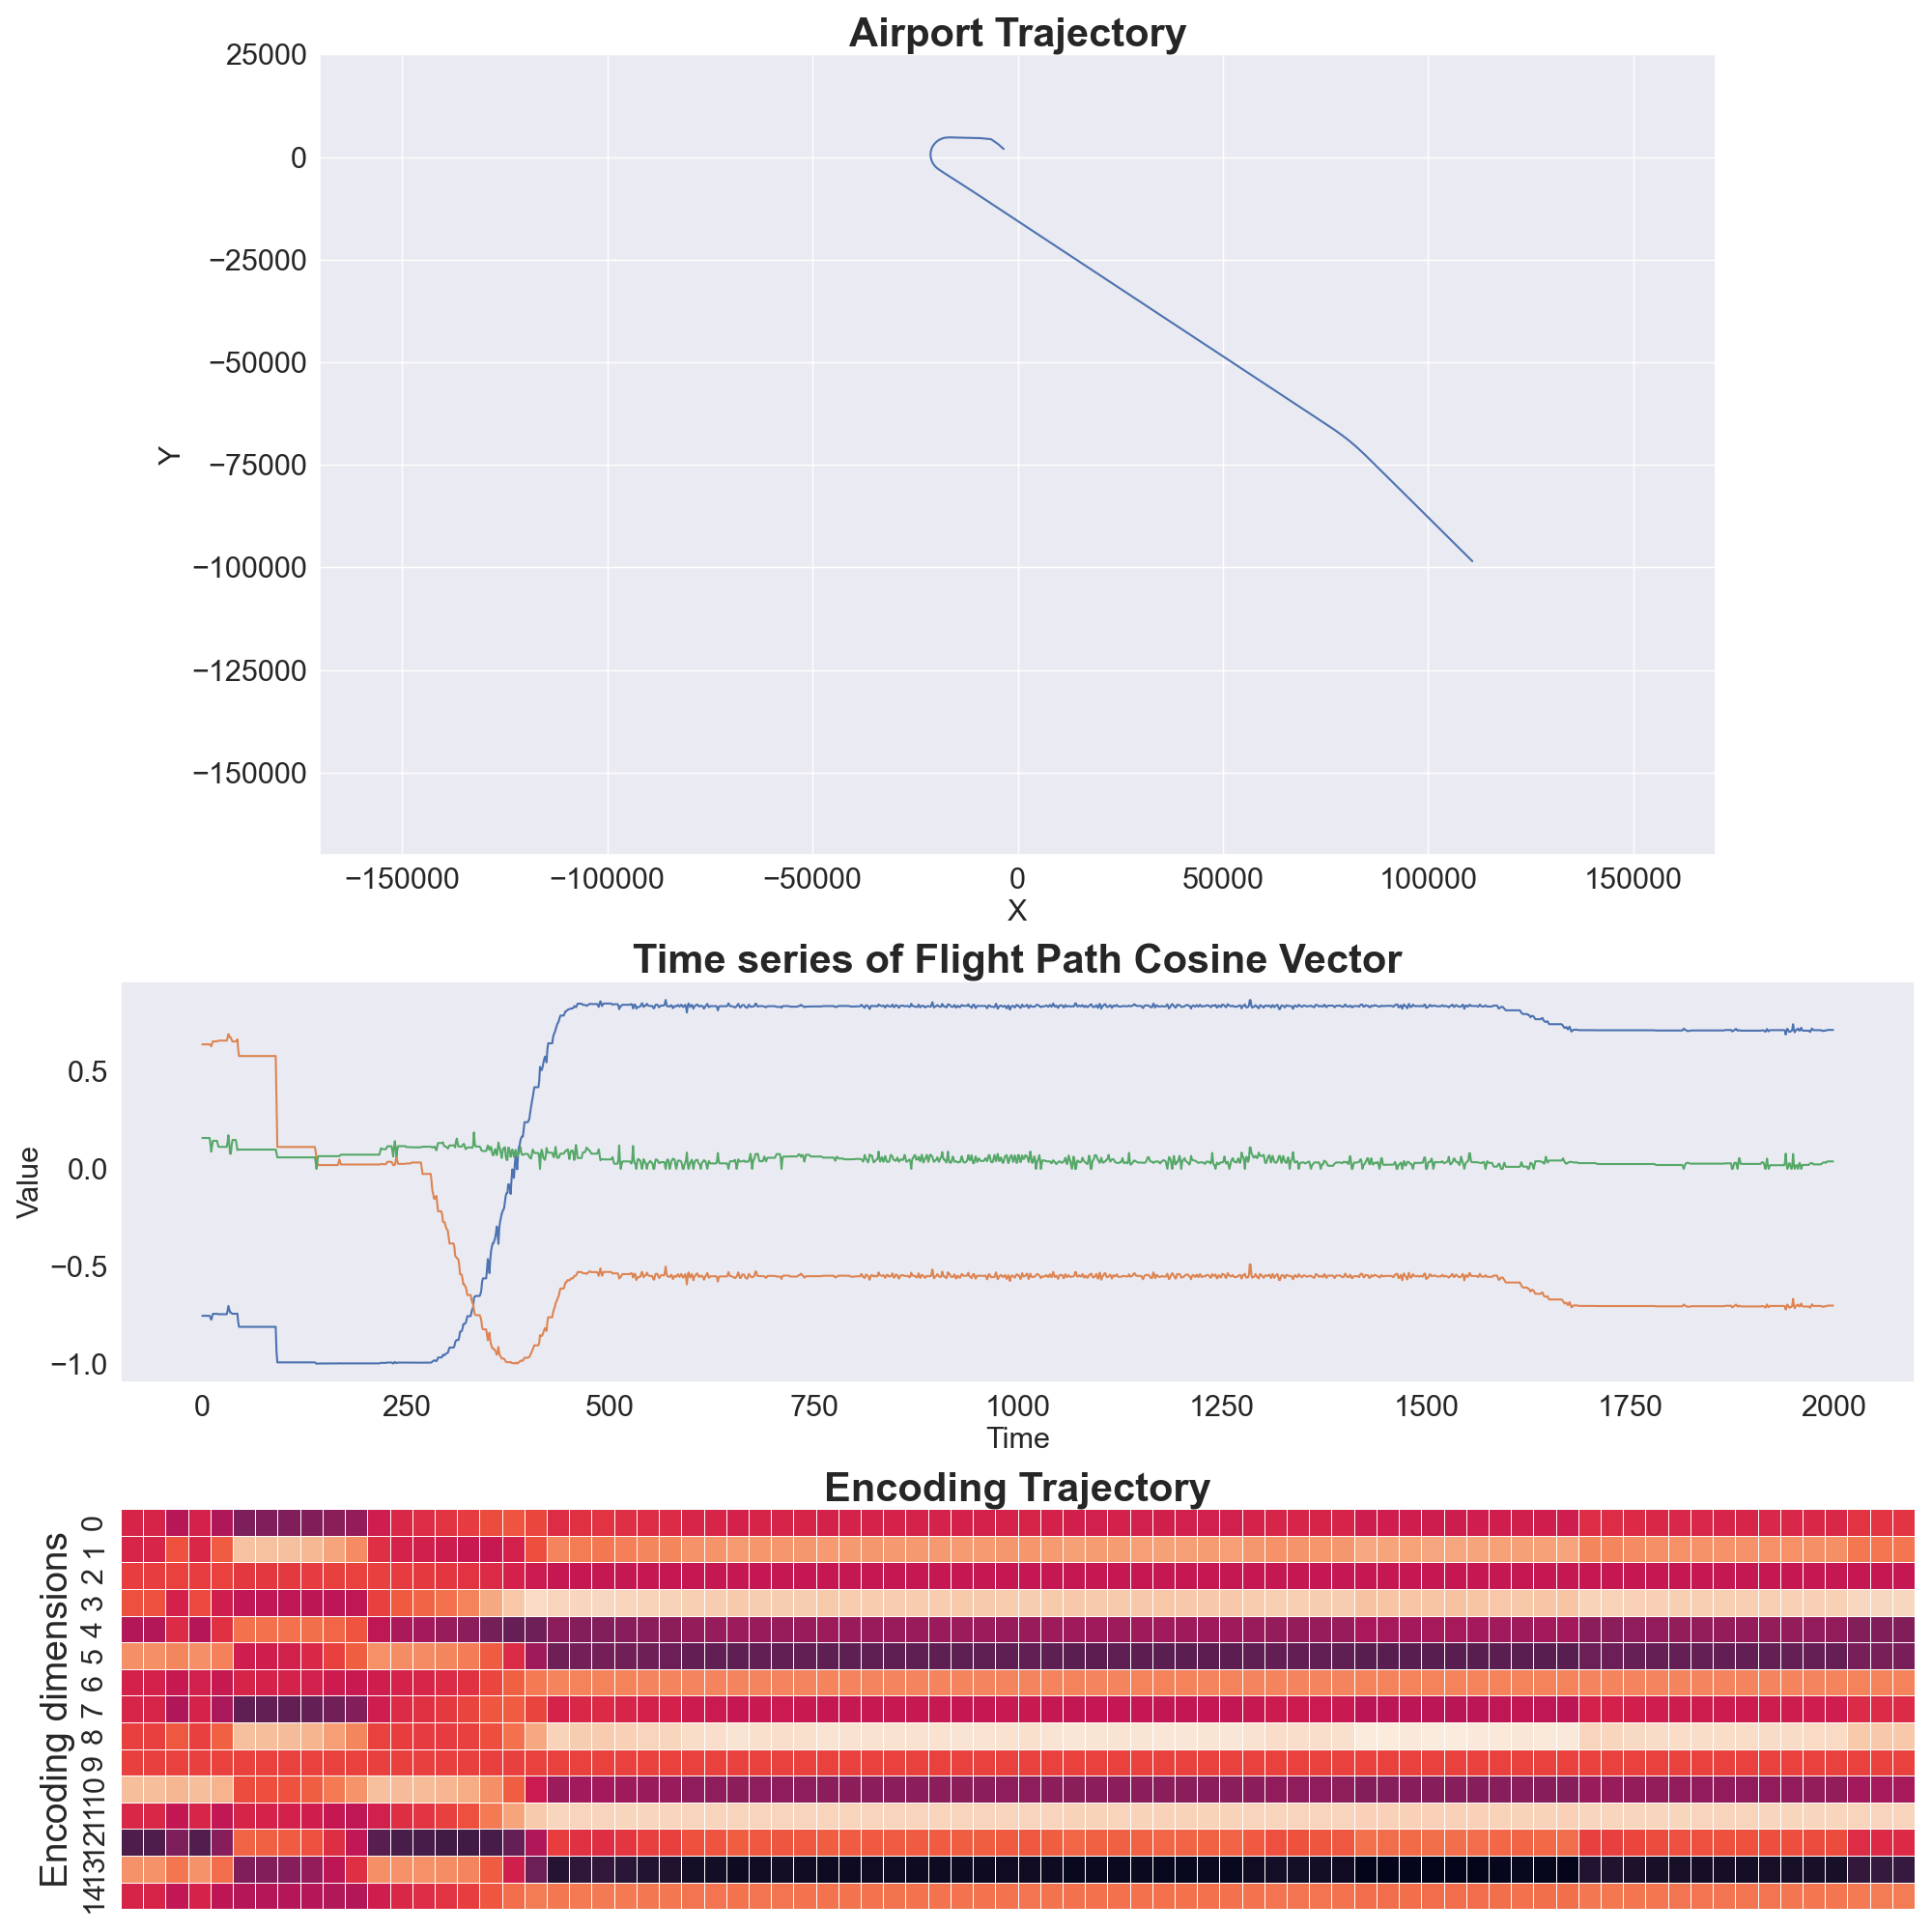 Airport Trajectory
25000
0
−25000
−50000
−75000
−100000
−125000
−150000
Y
−150000 −100000 −50000 0 50000 100000 150000
X
Time series of Flight Path Cosine Vector
0.5
0.0
−0.5
−1.0
Value
0 250 500 750 1000 1250 1500 1750 2000
Time
Encoding Trajectory
0
1
2
3
4
5
6
7
8
9
10
11
12
13
14
Encoding dimensions